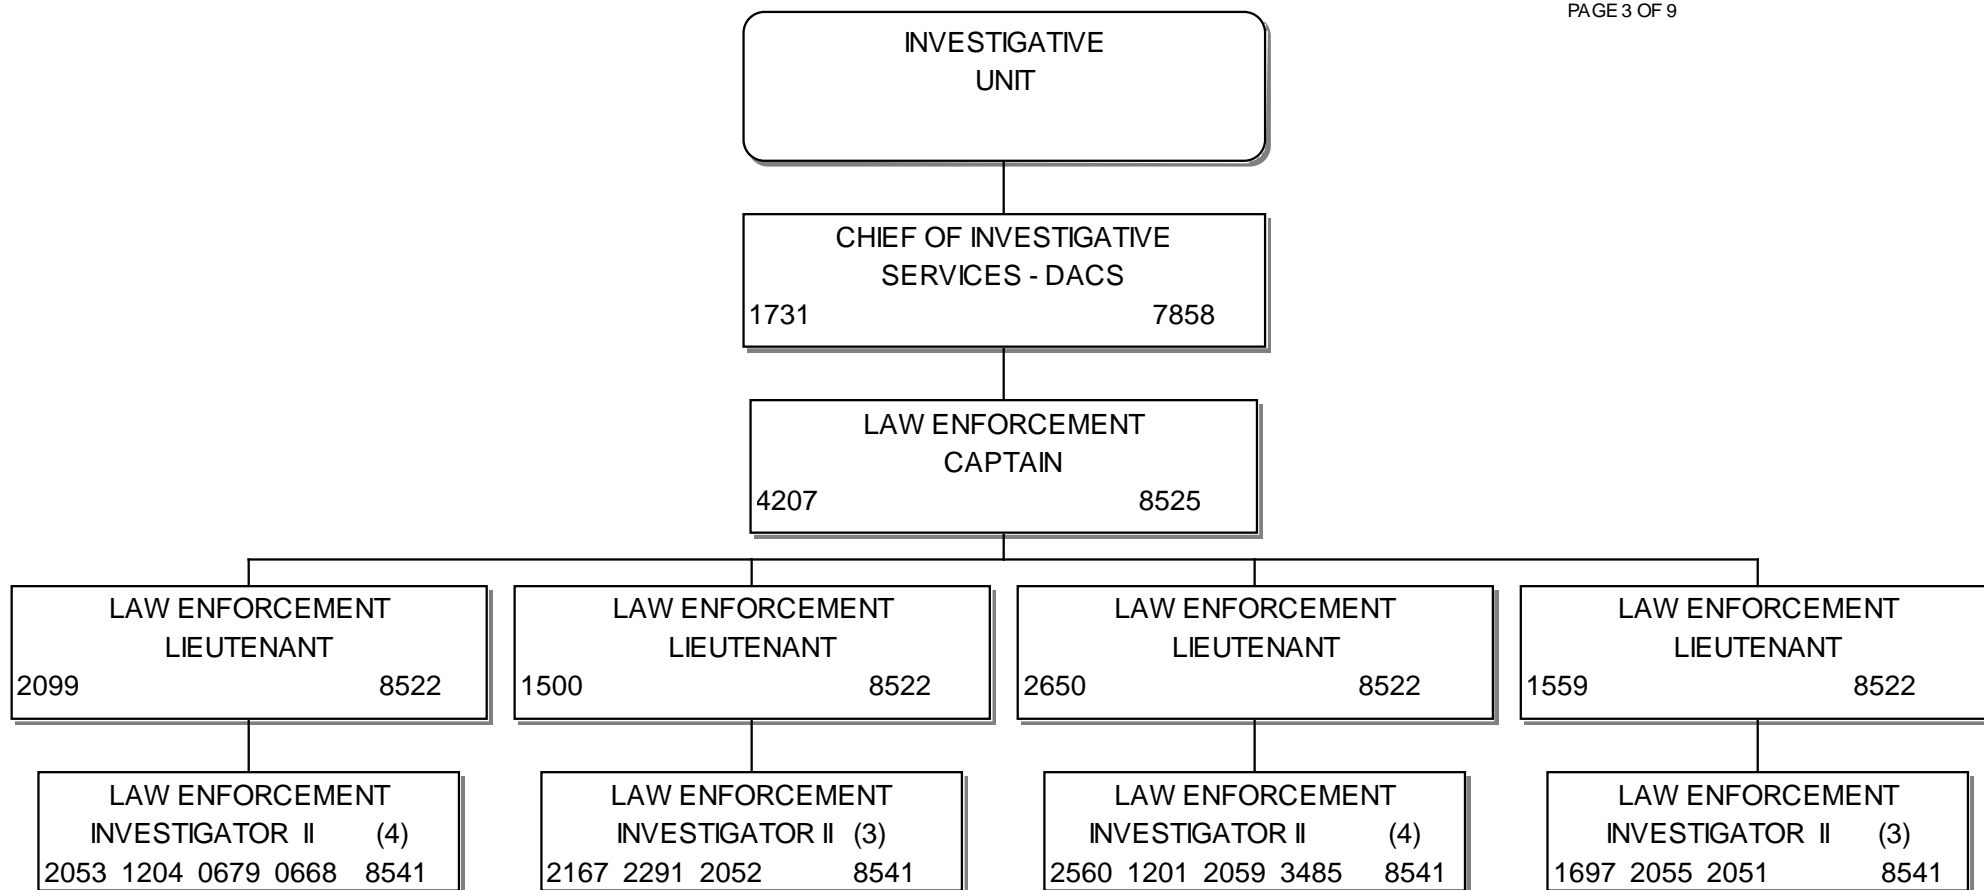 PAGE 3 OF 9
INVESTIGATIVE
UNIT
CHIEF OF INVESTIGATIVE
SERVICES - DACS
1731 7858
LAW ENFORCEMENT
CAPTAIN
4207 8525
LAW ENFORCEMENT
LIEUTENANT
2099 8522
LAW ENFORCEMENT
LIEUTENANT
1500 8522
LAW ENFORCEMENT
LIEUTENANT
2650 8522
LAW ENFORCEMENT
LIEUTENANT
1559 8522
LAW ENFORCEMENT
INVESTIGATOR II (4)
2053 1204 0679 0668 8541
LAW ENFORCEMENT
INVESTIGATOR II (3)
2167 2291 2052 8541
LAW ENFORCEMENT
INVESTIGATOR II (4)
2560 1201 2059 3485 8541
LAW ENFORCEMENT
INVESTIGATOR II (3)
1697 2055 2051 8541